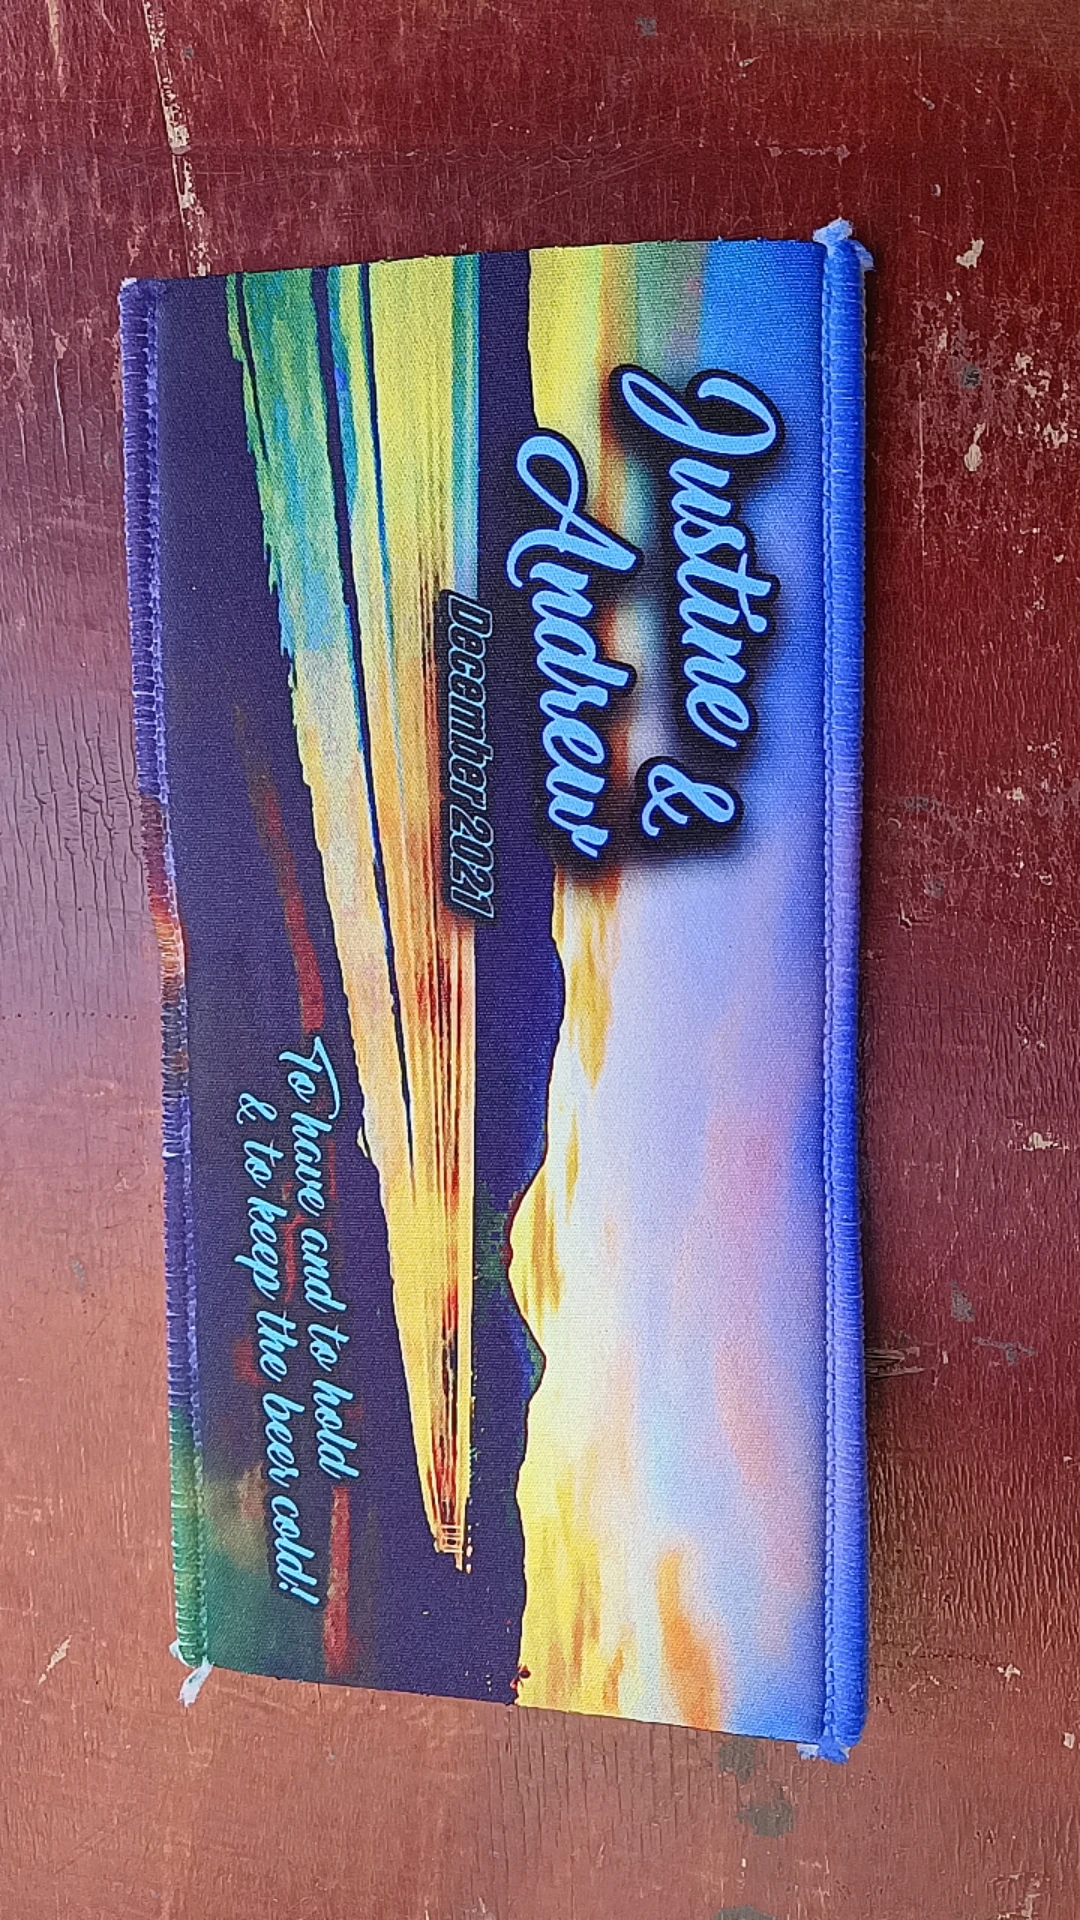 Justine &
Andrew
December 2021
To have and to hold
& to keep the beer cold!